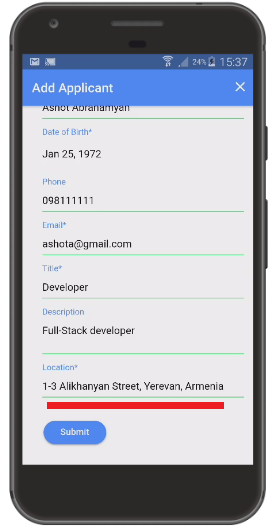 24% 15:37
Add Applicant
Ashot Abrahamyan
Date of Birth*
Jan 25, 1972
Phone
098111111
Email*
ashota@gmail.com
Title*
Developer
Description
Full-Stack developer
Location*
1-3 Alikhanyan Street, Yerevan, Armenia
Submit